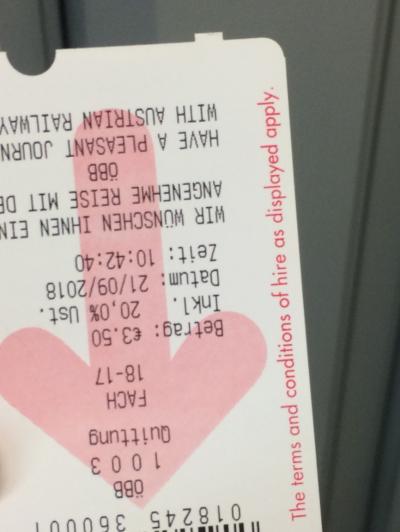 018245 36000
ÖBB
1 0 0 3
Quittung
FACH
18-17
Betrag: €3.50
Inkl. 20,0% Ust.
Datum: 21/09/2018
Zeit: 10:42:40
WIR WÜNSCHEN IHNEN EIN
ANGENEHME REISE MIT DE
ÖBB
HAVE A PLEASANT JOURN
WITH AUSTRIAN RAILWAY
The terms and conditions of hire as displayed apply.